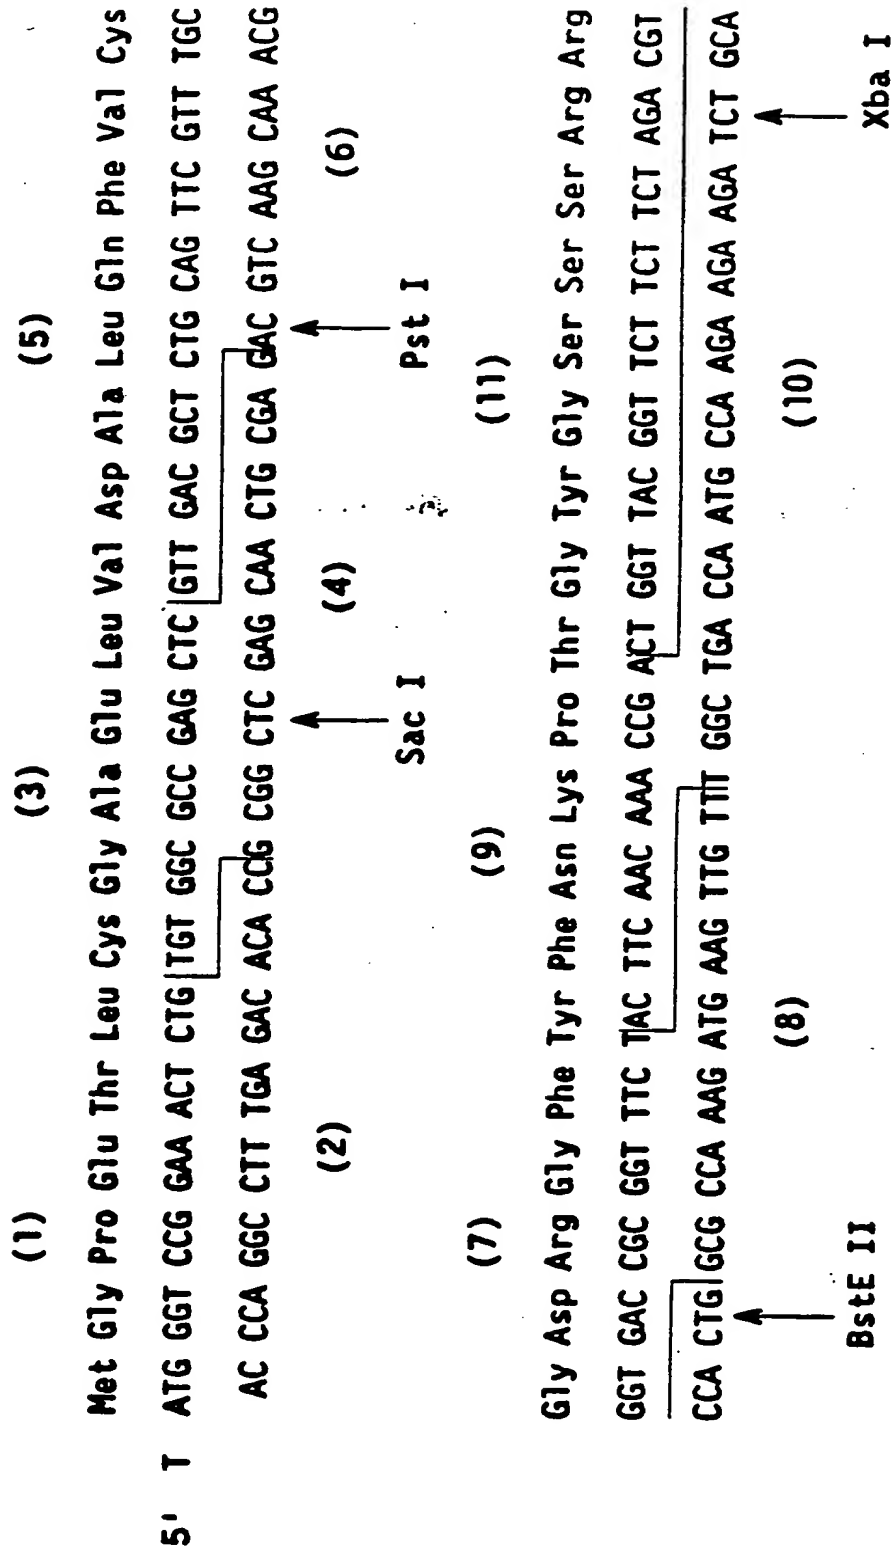 (1) (3) (5)
Met Gly Pro Glu Thr Leu Cys Gly Ala Glu Leu Val Asp Ala Leu Gln Phe Val Cys
5' T ATG GGT CCG GAA ACT CTG TGT GGC GCC GAG CTC GTT GAC GCT CTG CAG TTC GTT TGC
AC CCA GGC CTT TGA GAC ACA CCG CGG CTC GAG CAA CTG CGA GAC GTC AAG CAA ACG
(2) (4) (6)
Sac I Pst I
(7) (9) (11)
Gly Asp Arg Gly Phe Tyr Phe Asn Lys Pro Thr Gly Tyr Gly Ser Ser Arg Arg
GGT GAC CGC GGT TTC TAC TTC AAC AAA CCG ACT GGT TAC GGT TCT TCT TCT AGA CGT
CCA CTG GCG CCA AAG ATG AAG TTG TTT GGC TGA CCA ATG CCA AGA AGA AGA TCT GCA
(8) (10)
BstE II Xba I